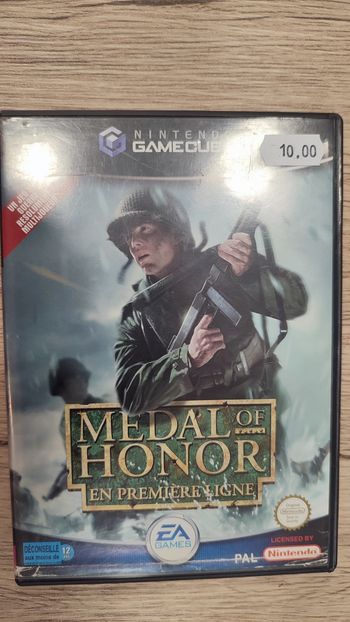 NINTENDO
GAMECUBE
10,00
MEDAL OF
HONOR
EN PREMIÈRE LIGNE
EA
GAMES
DÉCONSEILLÉ
aux moins de
12
PAL
LICENSED BY
Nintendo